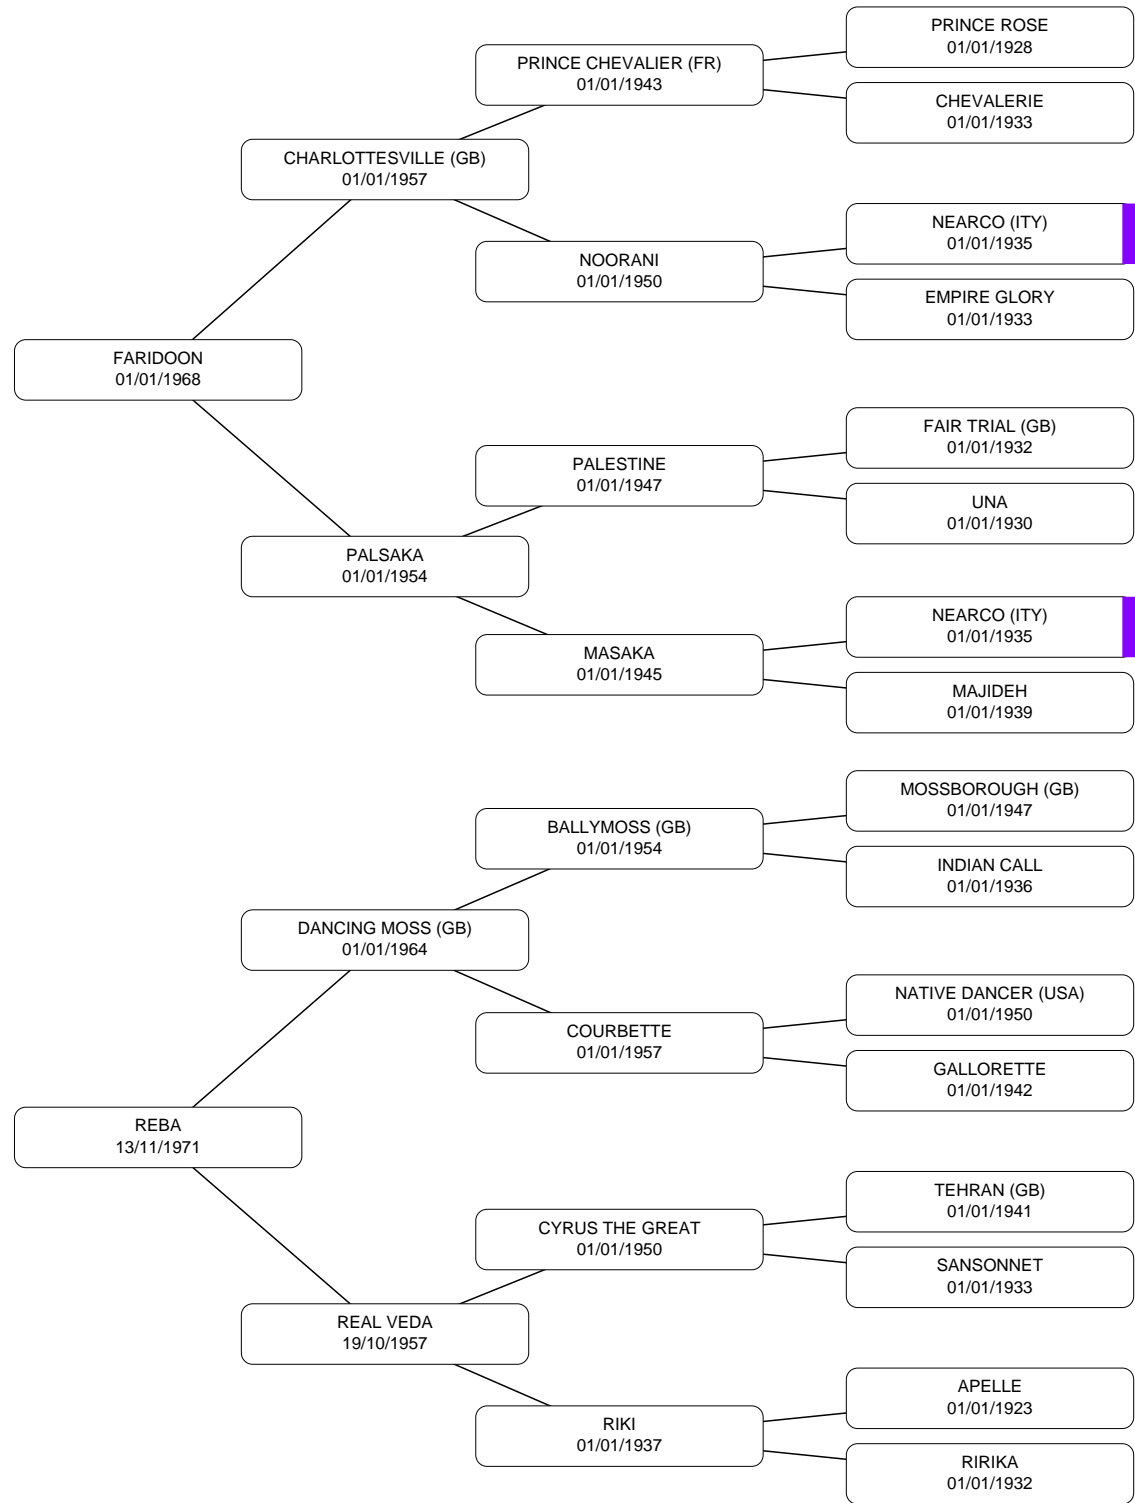 PRINCE ROSE
01/01/1928
PRINCE CHEVALIER (FR)
01/01/1943
CHEVALERIE
01/01/1933
CHARLOTTESVILLE (GB)
01/01/1957
NEARCO (ITY)
01/01/1935
NOORANI
01/01/1950
EMPIRE GLORY
01/01/1933
FARIDOON
01/01/1968
FAIR TRIAL (GB)
01/01/1932
PALESTINE
01/01/1947
UNA
01/01/1930
PALSAKA
01/01/1954
NEARCO (ITY)
01/01/1935
MASAKA
01/01/1945
MAJIDEH
01/01/1939
MOSSBOROUGH (GB)
01/01/1947
BALLYMOSS (GB)
01/01/1954
INDIAN CALL
01/01/1936
DANCING MOSS (GB)
01/01/1964
NATIVE DANCER (USA)
01/01/1950
COURBETTE
01/01/1957
GALLORETTE
01/01/1942
REBA
13/11/1971
TEHRAN (GB)
01/01/1941
CYRUS THE GREAT
01/01/1950
SANSONNET
01/01/1933
REAL VEDA
19/10/1957
APELLE
01/01/1923
RIKI
01/01/1937
RIRIKA
01/01/1932